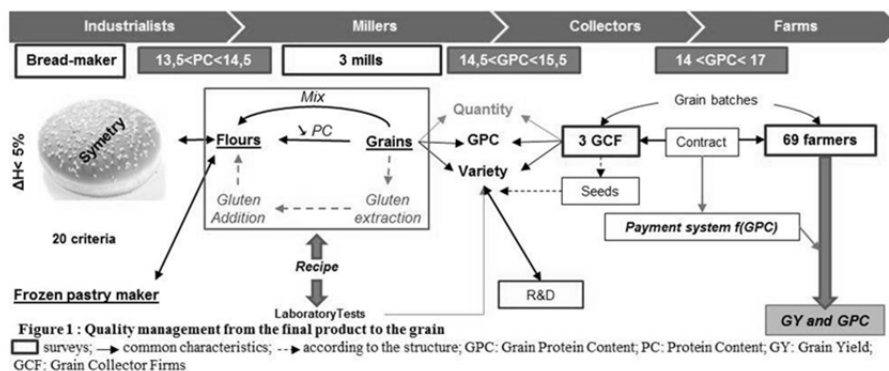 Industrialists Millers Collectors Farms
Bread-maker 13,5<PC<14,5 3 mills 14,5<GPC<15,5 14 <GPC< 17
Mix
Quantity
Grain batches
Symetry
ΔH< 5%
Flours ↘ PC Grains
GPC
3 GCF Contract 69 farmers
Variety
Gluten
Addition
Gluten
extraction
Seeds
20 criteria
Payment system f(GPC)
Recipe
Frozen pastry maker
R&D
LaboratoryTests
GY and GPC
Figure 1 : Quality management from the final product to the grain
surveys; → common characteristics; --→ according to the structure; GPC: Grain Protein Content; PC: Protein Content; GY: Grain Yield;
GCF: Grain Collector Firms